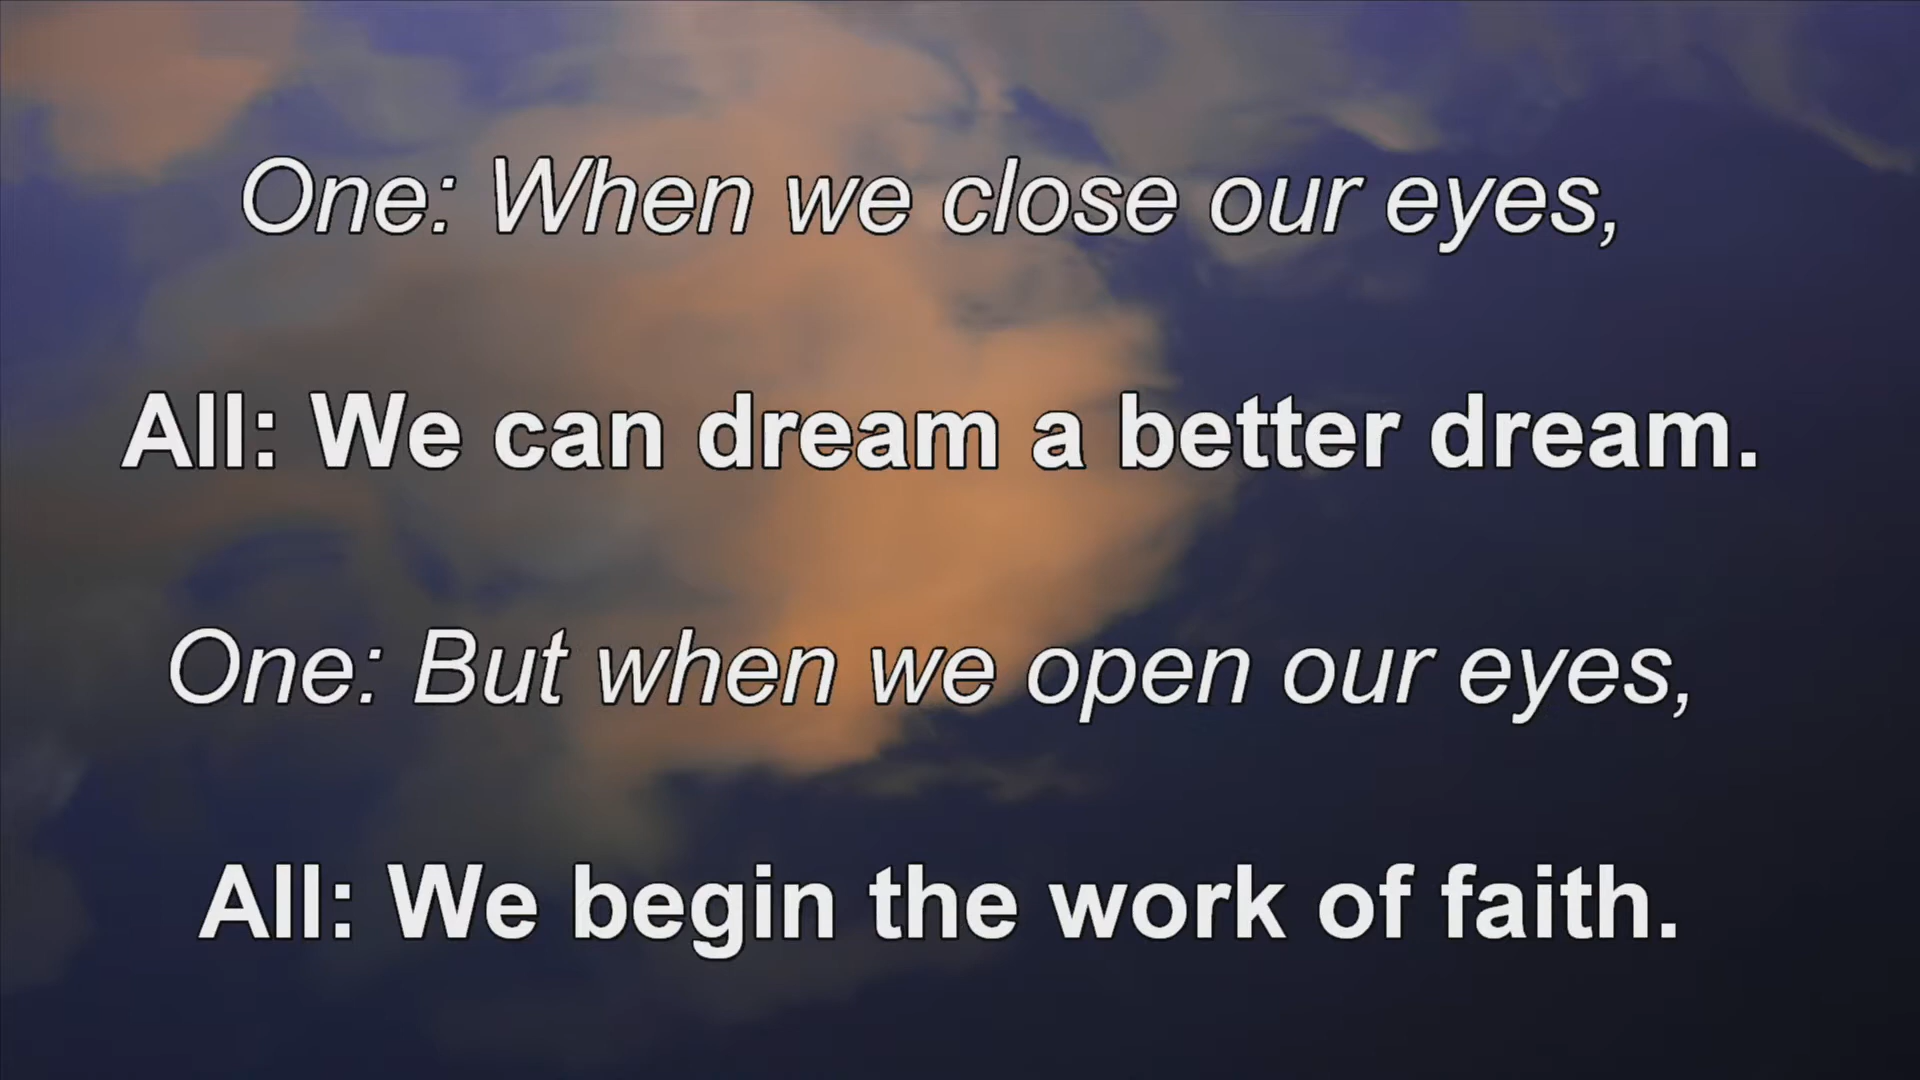 One: When we close our eyes,
All: We can dream a better dream.
One: But when we open our eyes,
All: We begin the work of faith.